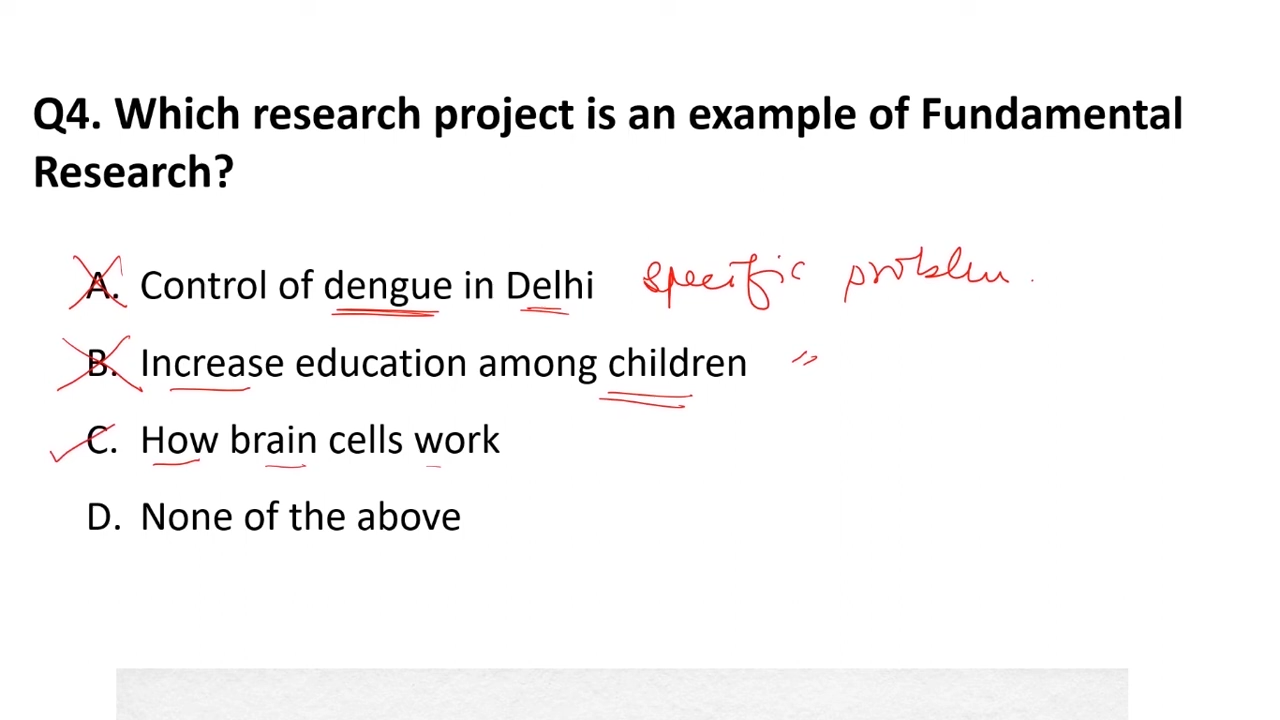 Q4. Which research project is an example of Fundamental
Research?
A. Control of dengue in Delhi specific problem.
B. Increase education among children "
C. How brain cells work
D. None of the above